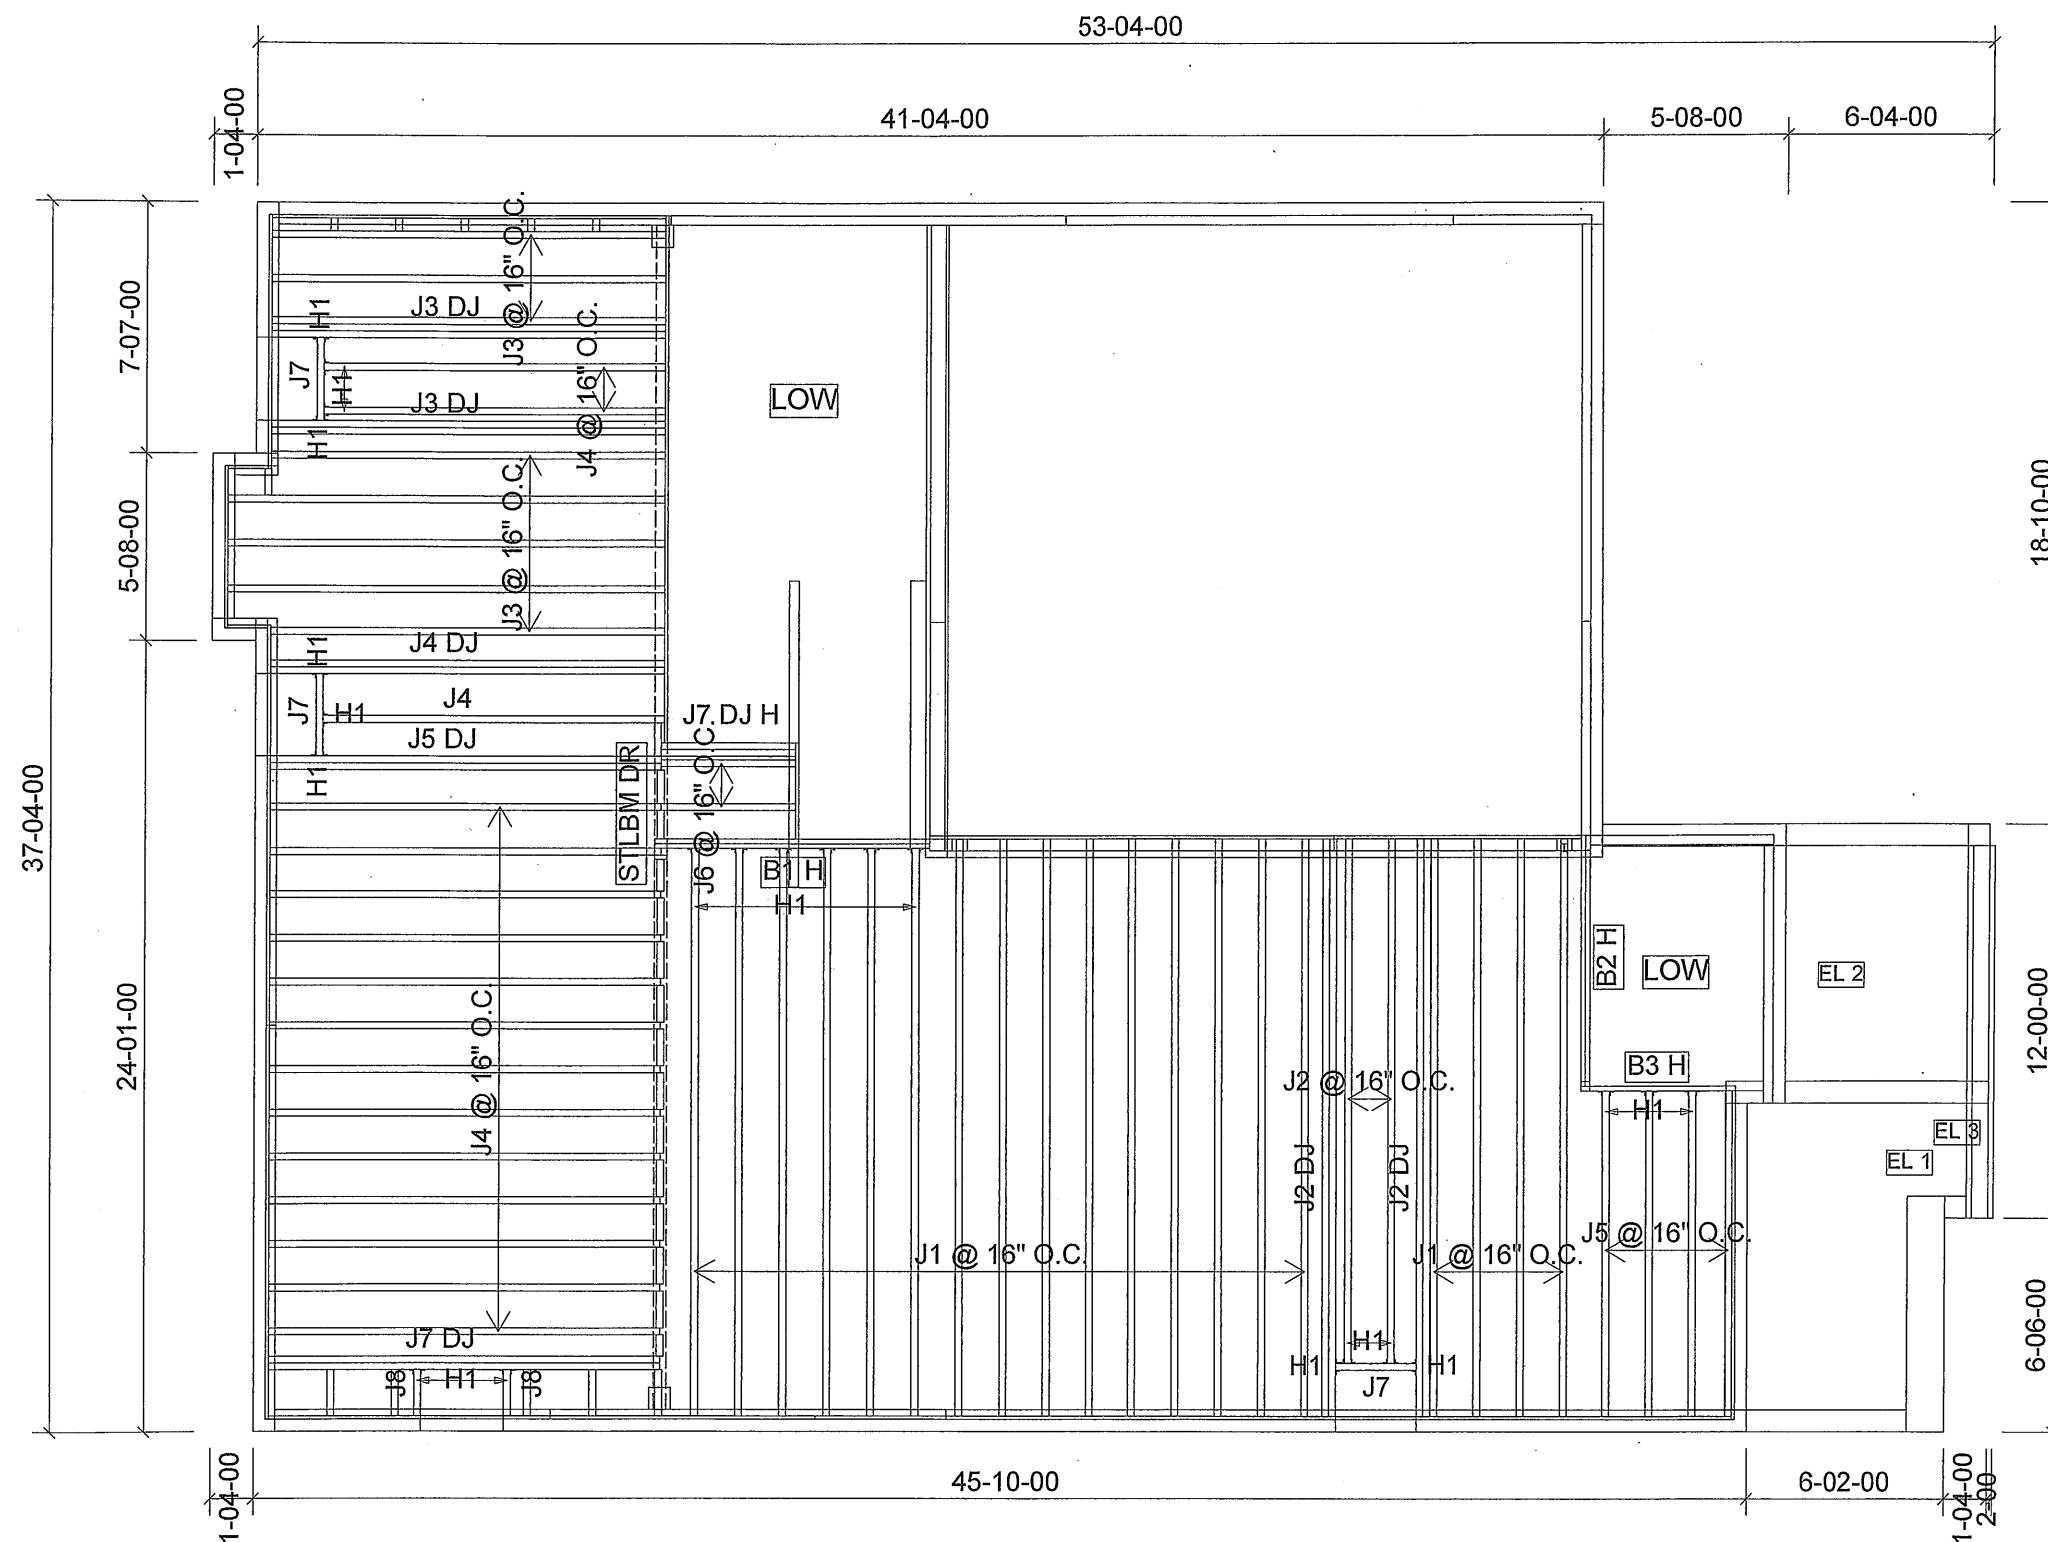 53-04-00
1-04-00
41-04-00
5-08-00
6-04-00
J3 @ 16" O.C.
7-07-00
H1
J3 DJ
J4 @ 16" O.C.
J7
H1
J3 DJ
LOW
H1
J3 @ 16" O.C.
18-10-00
5-08-00
H1
J4 DJ
J7
H1
J4
J7 DJ H
J5 DJ
H1
STLBM DR
J6 @ 16" O.C.
37-04-00
B1 H
H1
B2 H
LOW
EL 2
24-01-00
J4 @ 16" O.C.
12-00-00
B3 H
J2 @ 16" O.C.
H1
EL 3
EL 1
J2 DJ
J2 DJ
J5 @ 16" O.C.
J1 @ 16" O.C.
J1 @ 16" O.C.
6-06-00
J7 DJ
H1
H1
H1
J8
H1
J8
J7
1-04-00
45-10-00
6-02-00
1-04-00
2-00